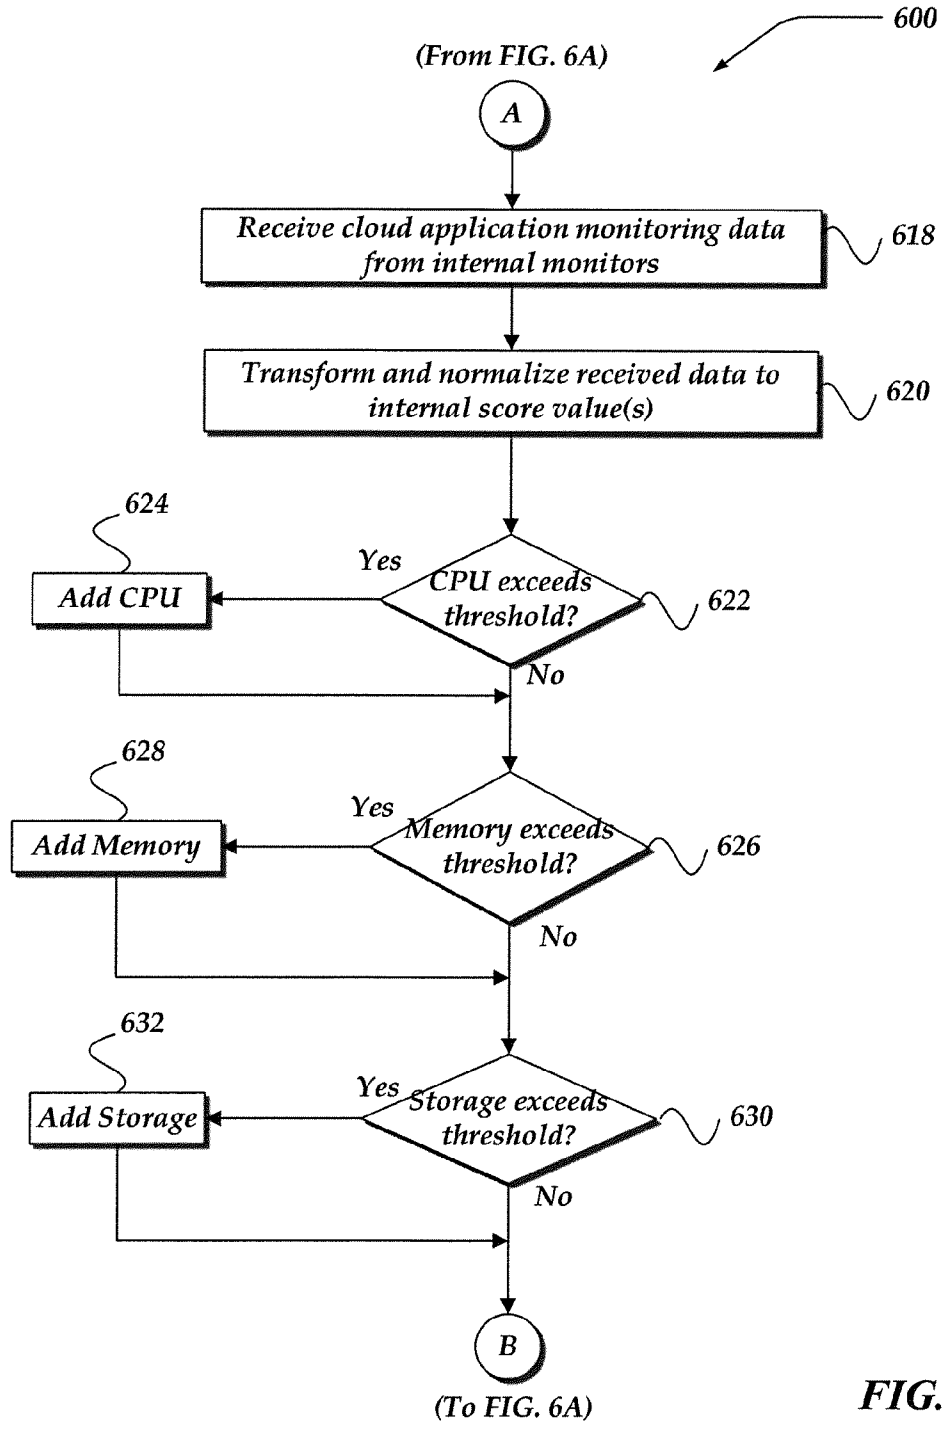 600
(From FIG. 6A)
A
Receive cloud application monitoring data
from internal monitors
618
Transform and normalize received data to
internal score value(s)
620
624
Yes
Add CPU
CPU exceeds
threshold?
622
No
628
Yes
Add Memory
Memory exceeds
threshold?
626
No
632
Yes
Add Storage
Storage exceeds
threshold?
630
No
B
(To FIG. 6A)
FIG.